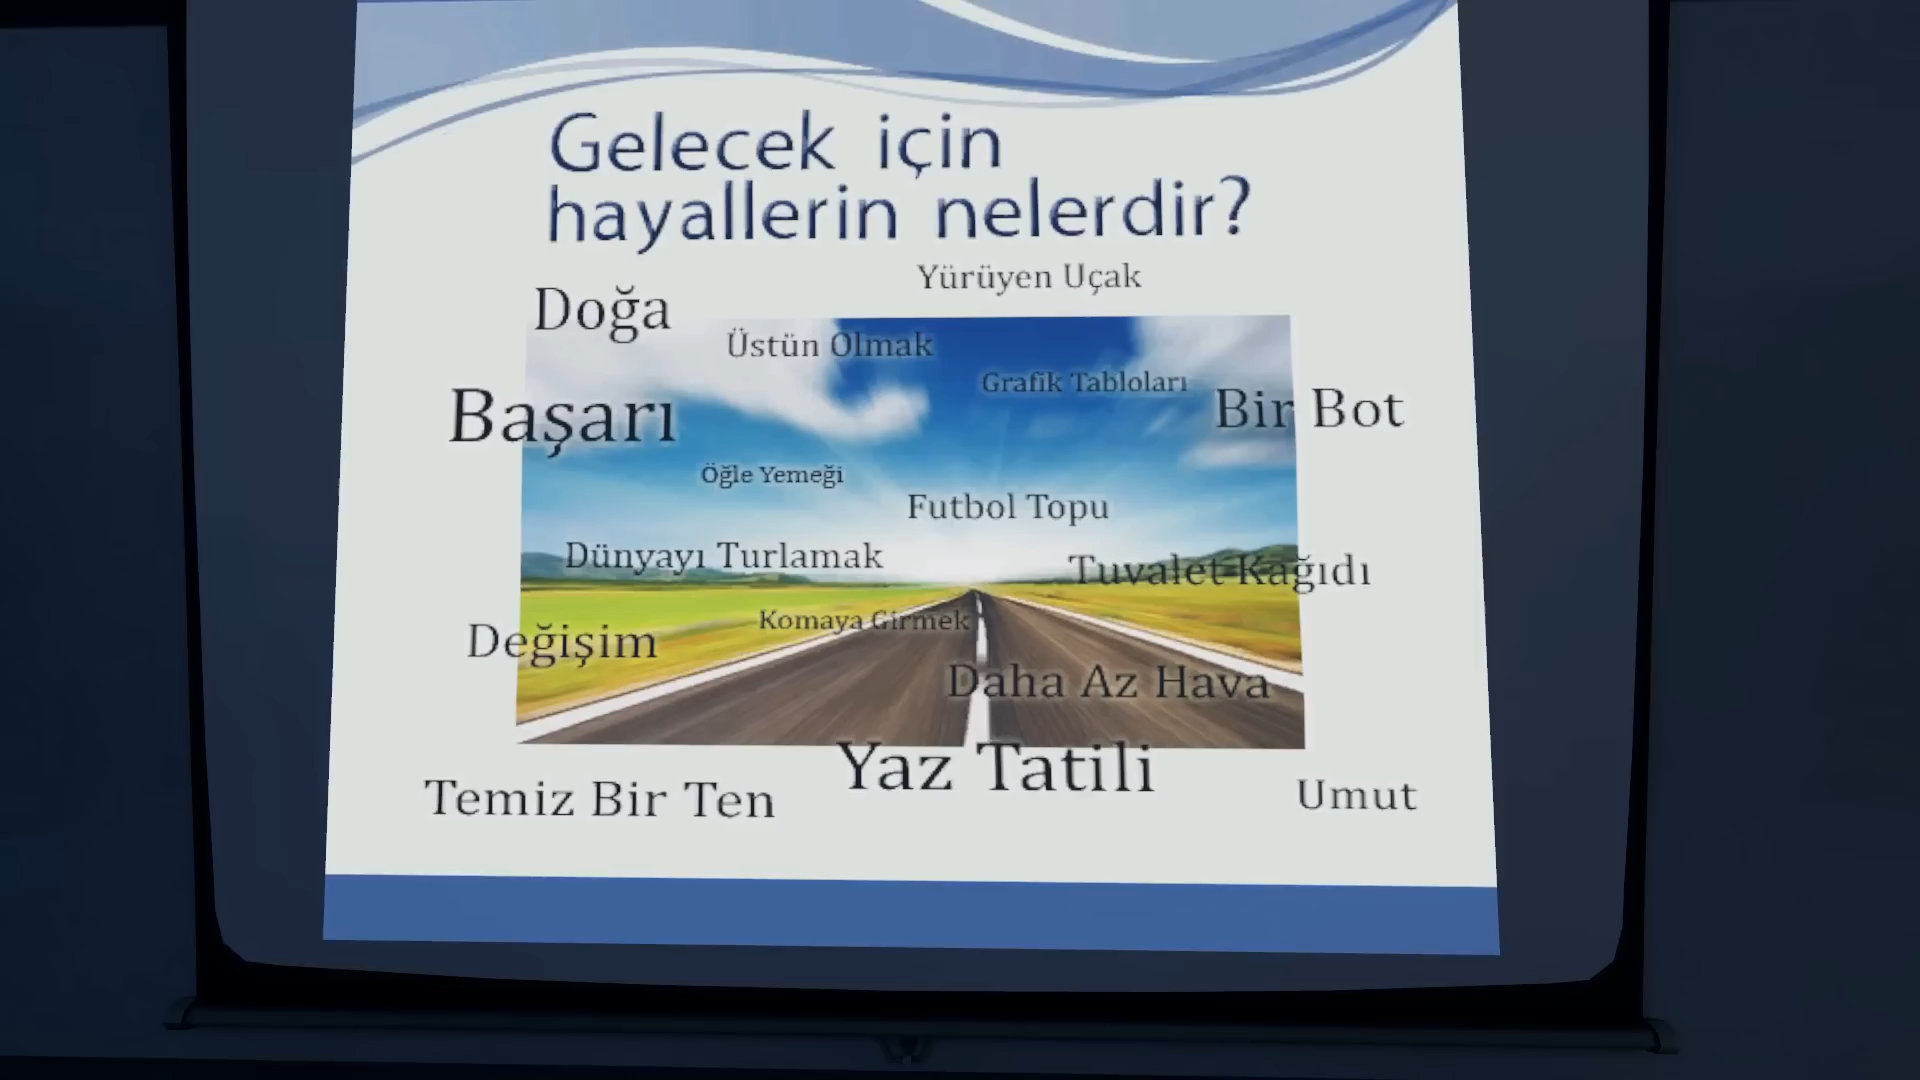 Gelecek için
hayallerin nelerdir?
Yürüyen Uçak
Doğa
Üstün Olmak
Grafik Tabloları
Başarı
Bir Bot
Öğle Yemeği
Futbol Topu
Dünyayı Turlamak
Tuvalet Kağıdı
Komaya Girmek
Değişim
Daha Az Hava
Yaz Tatili
Temiz Bir Ten
Umut